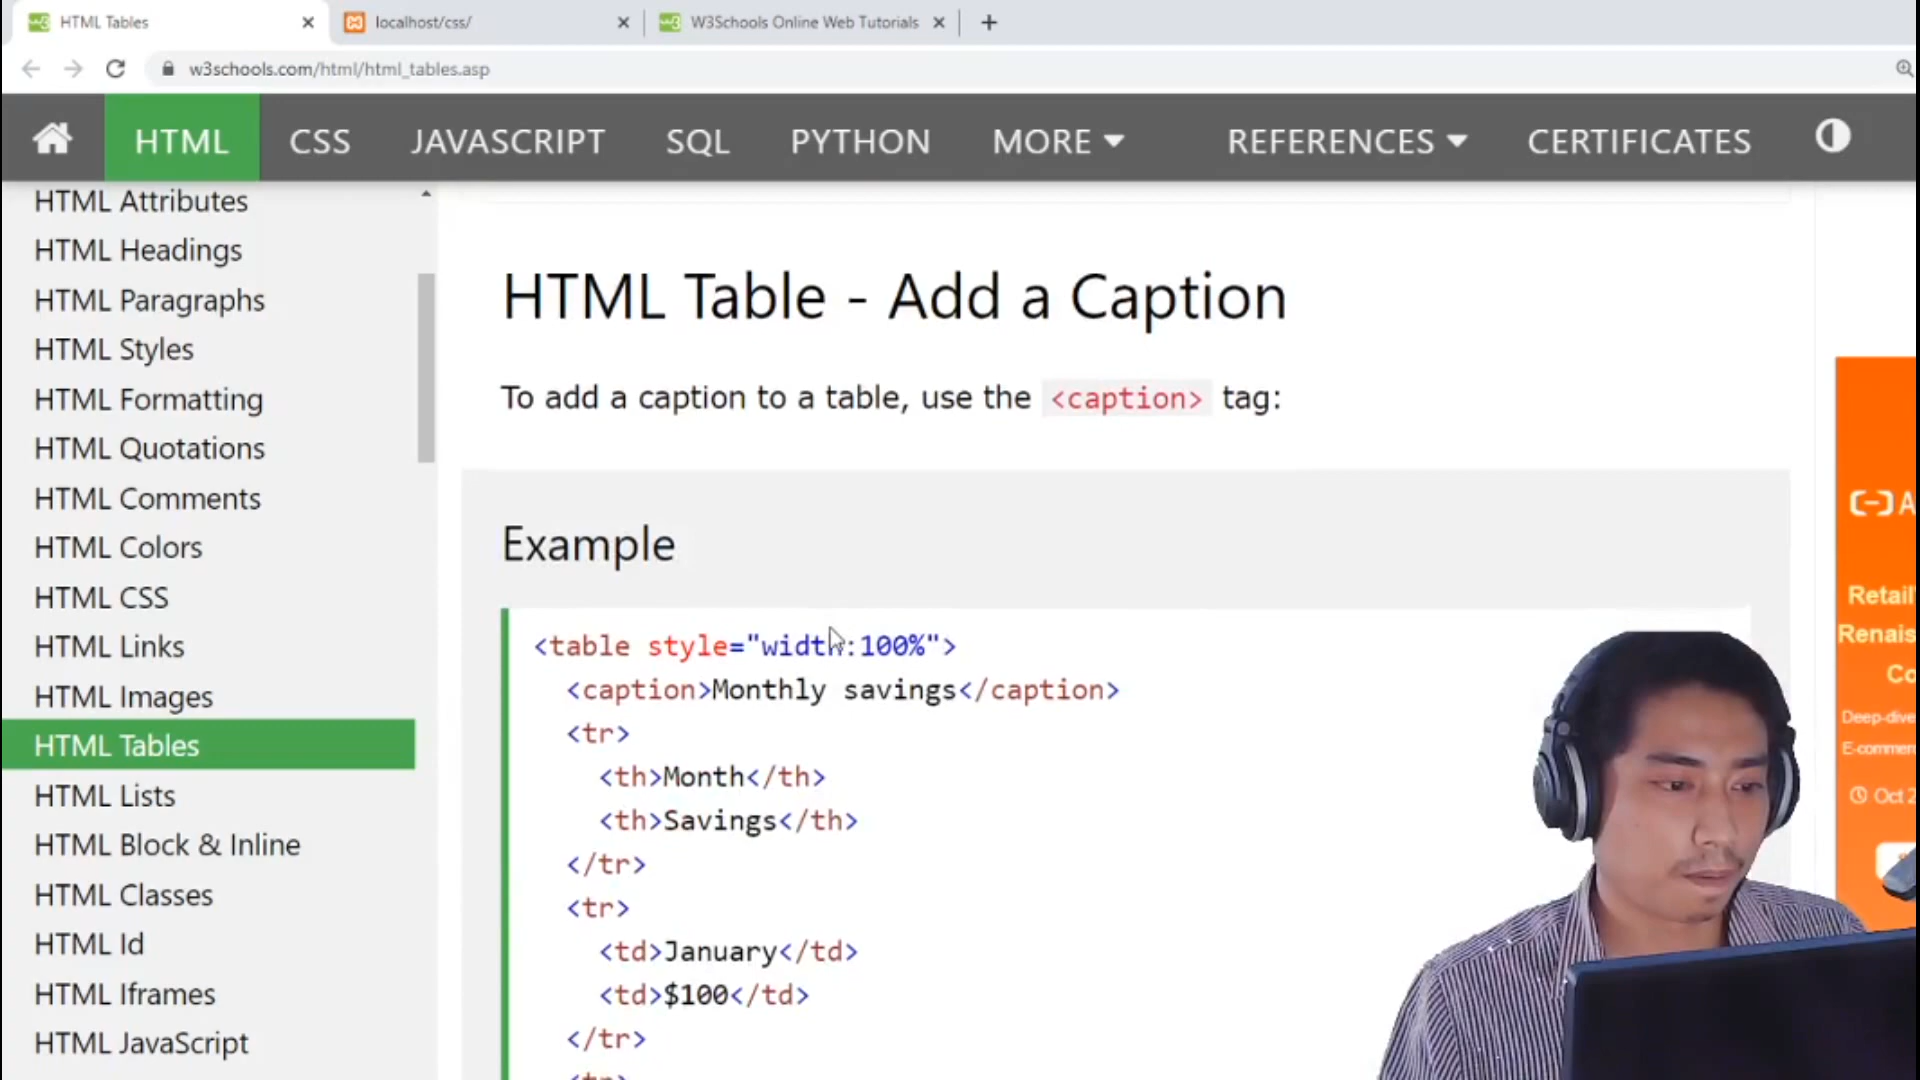 HTML Tables
localhost/css/
W3Schools Online Web Tutorials
w3schools.com/html/html_tables.asp
HTML
CSS
JAVASCRIPT
SQL
PYTHON
MORE
REFERENCES
CERTIFICATES
HTML Attributes
HTML Headings
HTML Paragraphs
HTML Styles
HTML Formatting
HTML Quotations
HTML Comments
HTML Colors
HTML CSS
HTML Links
HTML Images
HTML Tables
HTML Lists
HTML Block & Inline
HTML Classes
HTML Id
HTML Iframes
HTML JavaScript
HTML Table - Add a Caption
To add a caption to a table, use the <caption> tag:
Example
<table style="width:100%">
<caption>Monthly savings</caption>
<tr>
<th>Month</th>
<th>Savings</th>
</tr>
<tr>
<td>January</td>
<td>$100</td>
</tr>
<tr>
Retail
Deep-dive